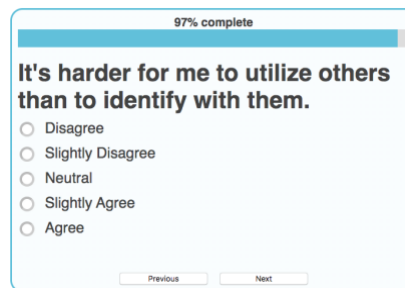 97% complete
It's harder for me to utilize others
than to identify with them.
Disagree
Slightly Disagree
Neutral
Slightly Agree
Agree
Previous Next